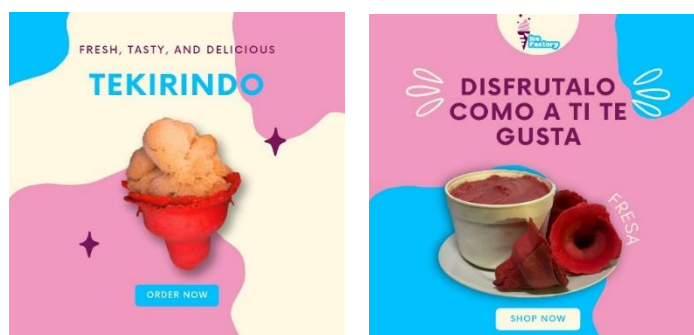 FRESH, TASTY, AND DELICIOUS
TEKIRINDO
ORDER NOW
Ice
Factory
DISFRUTALO
COMO A TI TE
GUSTA
FRESA
SHOP NOW